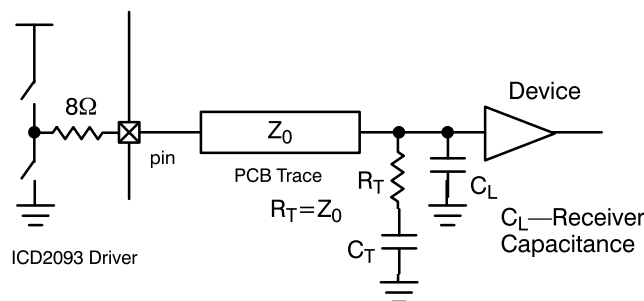 Device
8Ω
Z0
pin
PCB Trace
RT
CL
RT=Z0
CL—Receiver
Capacitance
CT
ICD2093 Driver